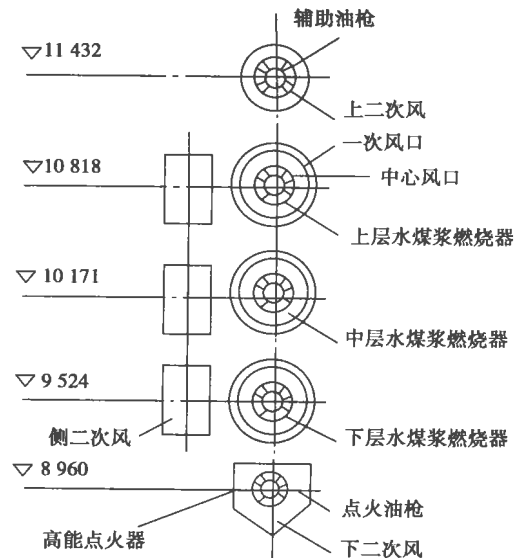 辅助油枪
▽11 432
上二次风
一次风口
▽10 818
中心风口
上层水煤浆燃烧器
▽10 171
中层水煤浆燃烧器
▽9 524
侧二次风
下层水煤浆燃烧器
▽8 960
点火油枪
高能点火器
下二次风